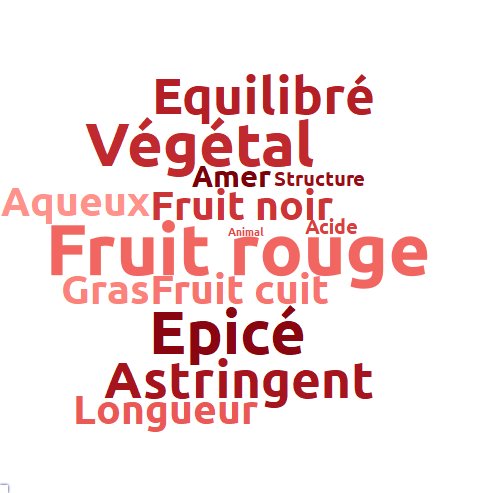 Equilibré
Végétal
Amer
Structure
Aqueux
Fruit noir
Acide
Animal
Fruit rouge
Gras
Fruit cuit
Epicé
Astringent
Longueur